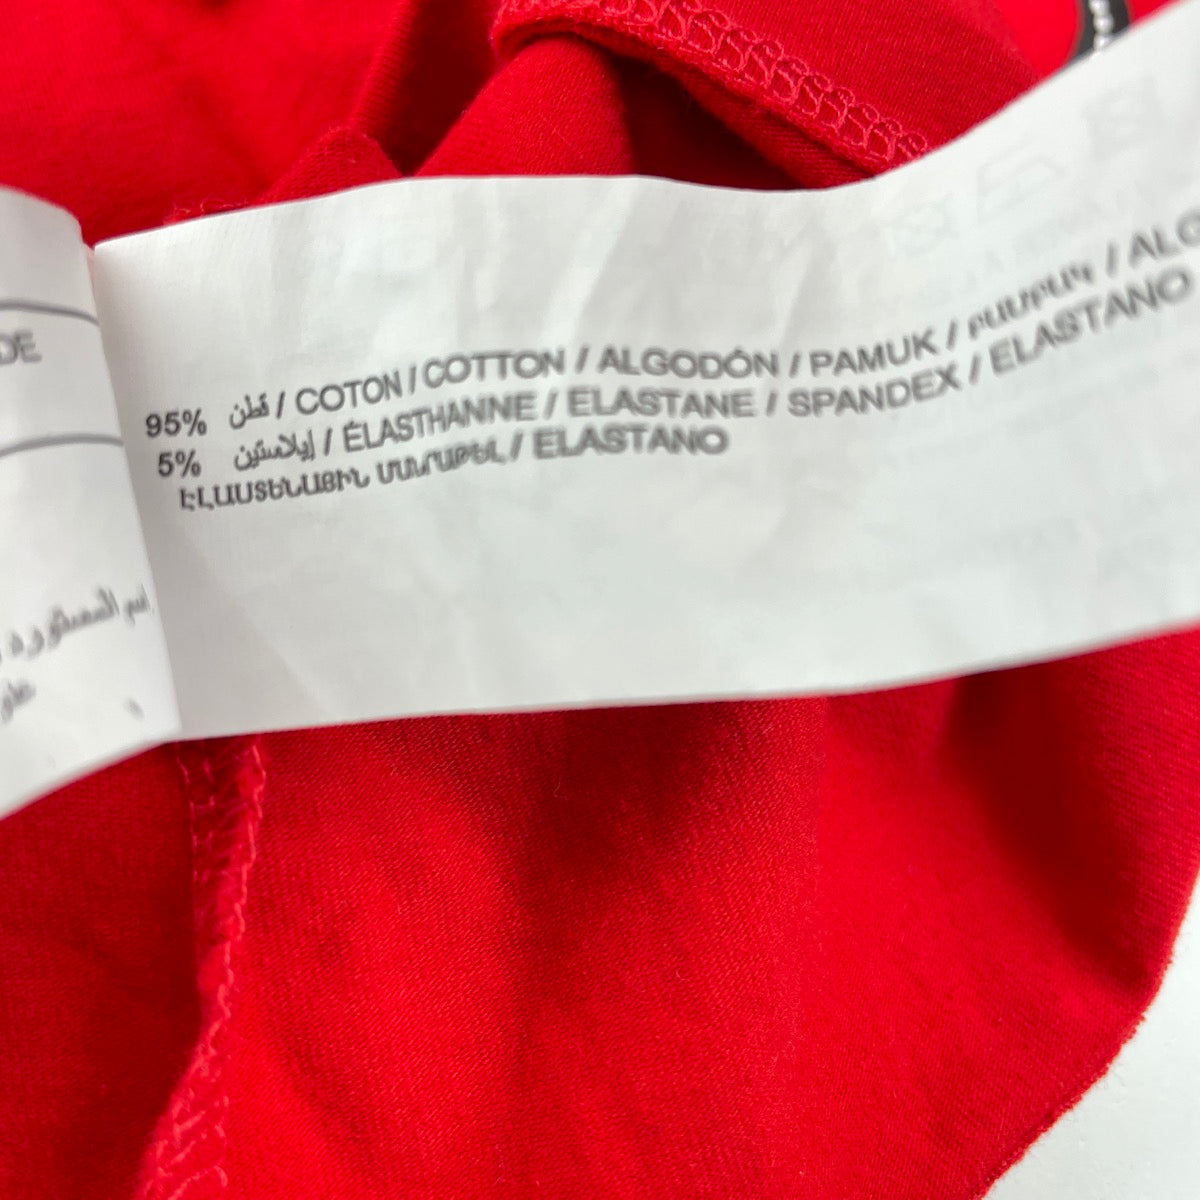 DE
95% قطن / COTON / COTTON / ALGODÓN / PAMUK / ԲԱՄԲԱԿ / ALG
5% إيلاستين / ÉLASTHANNE / ELASTANE / SPANDEX / ELASTANO
ԷԼԱՍՏԵՆԱՅԻՆ ՄԱՆՐԱԹԵԼ / ELASTANO